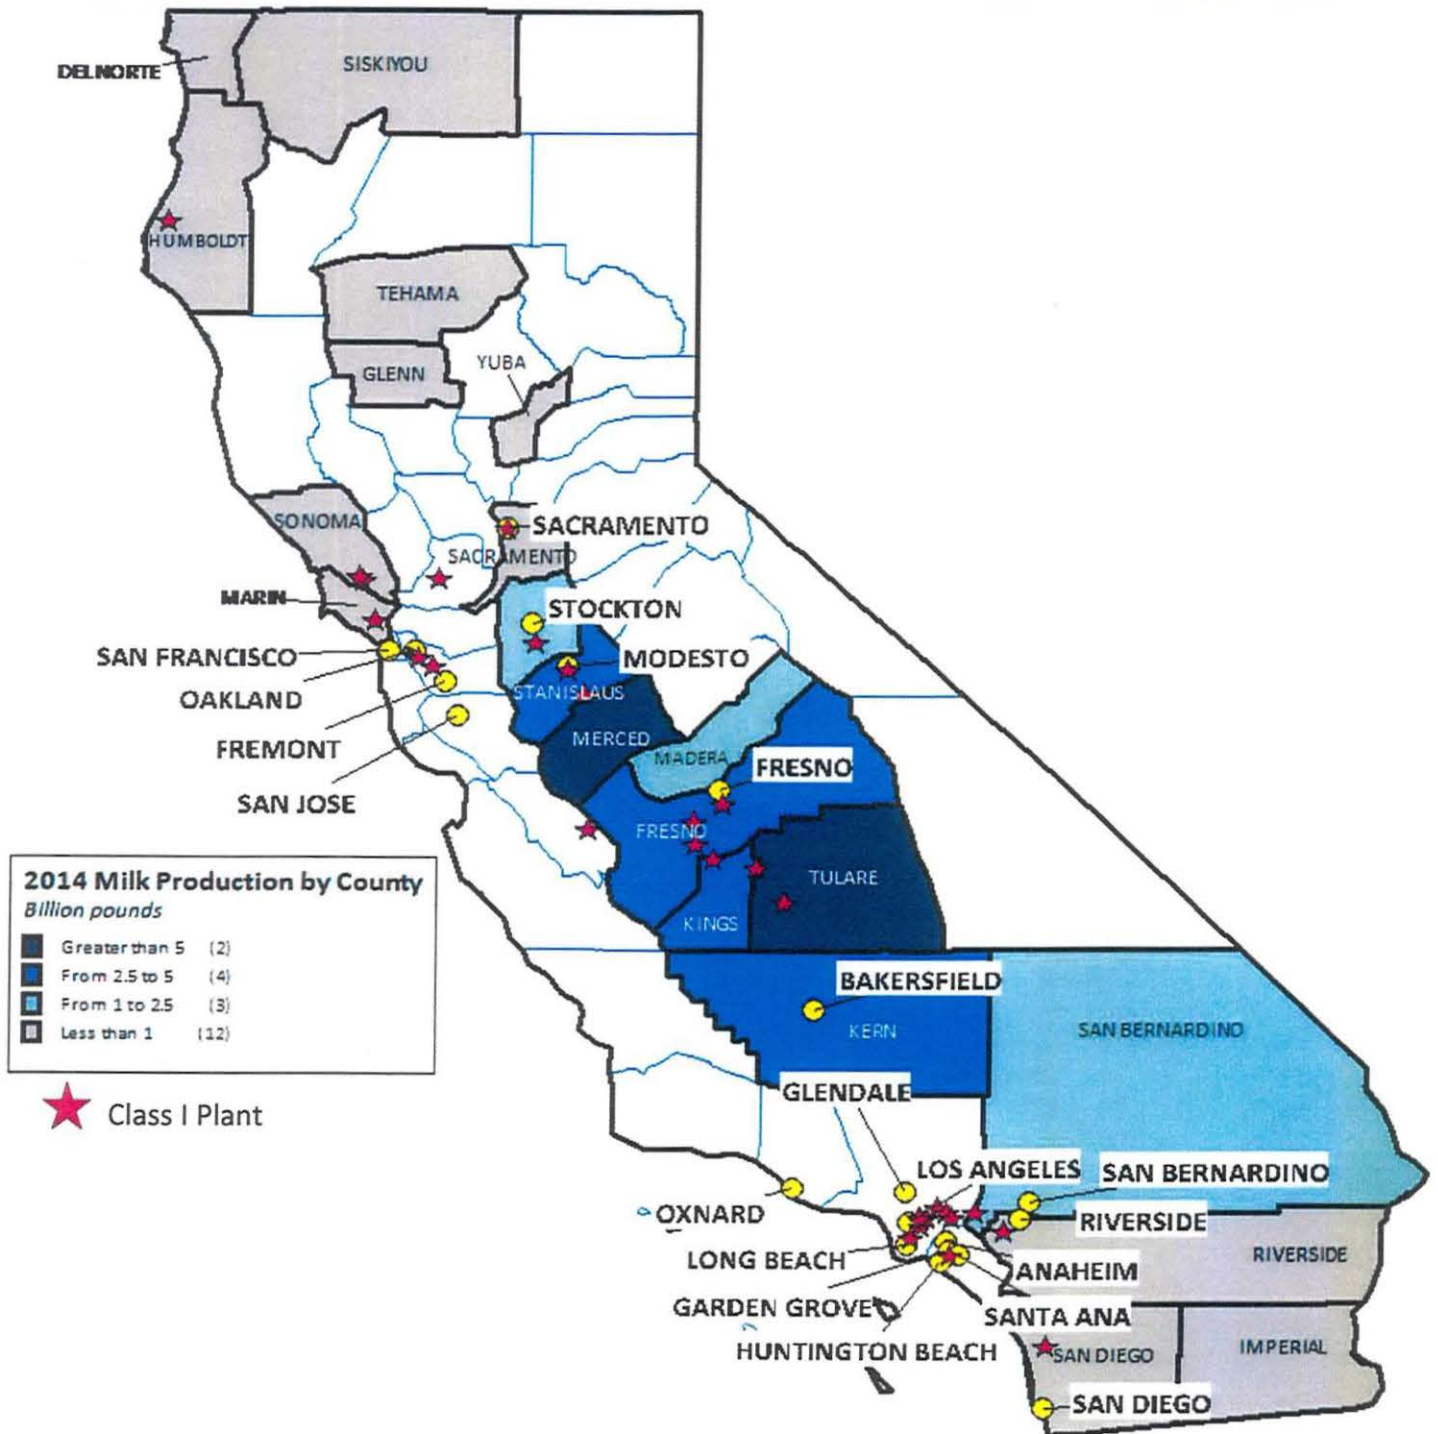 DELNORTE
SISKIYOU
HUMBOLDT
TEHAMA
GLENN
YUBA
SONOMA
SACRAMENTO
SACRAMENTO
MARIN
STOCKTON
SAN FRANCISCO
MODESTO
OAKLAND
STANISLAUS
FREMONT
MERCED
MADERA
FRESNO
SAN JOSE
FRESNO
TULARE
KINGS
2014 Milk Production by County
Billion pounds
Greater than 5 (2)
From 2.5 to 5 (4)
From 1 to 2.5 (3)
Less than 1 (12)
Class I Plant
BAKERSFIELD
KERN
SAN BERNARDINO
GLENDALE
LOS ANGELES
SAN BERNARDINO
OXNARD
RIVERSIDE
LONG BEACH
RIVERSIDE
ANAHEIM
GARDEN GROVE
SANTA ANA
HUNTINGTON BEACH
SAN DIEGO
IMPERIAL
SAN DIEGO